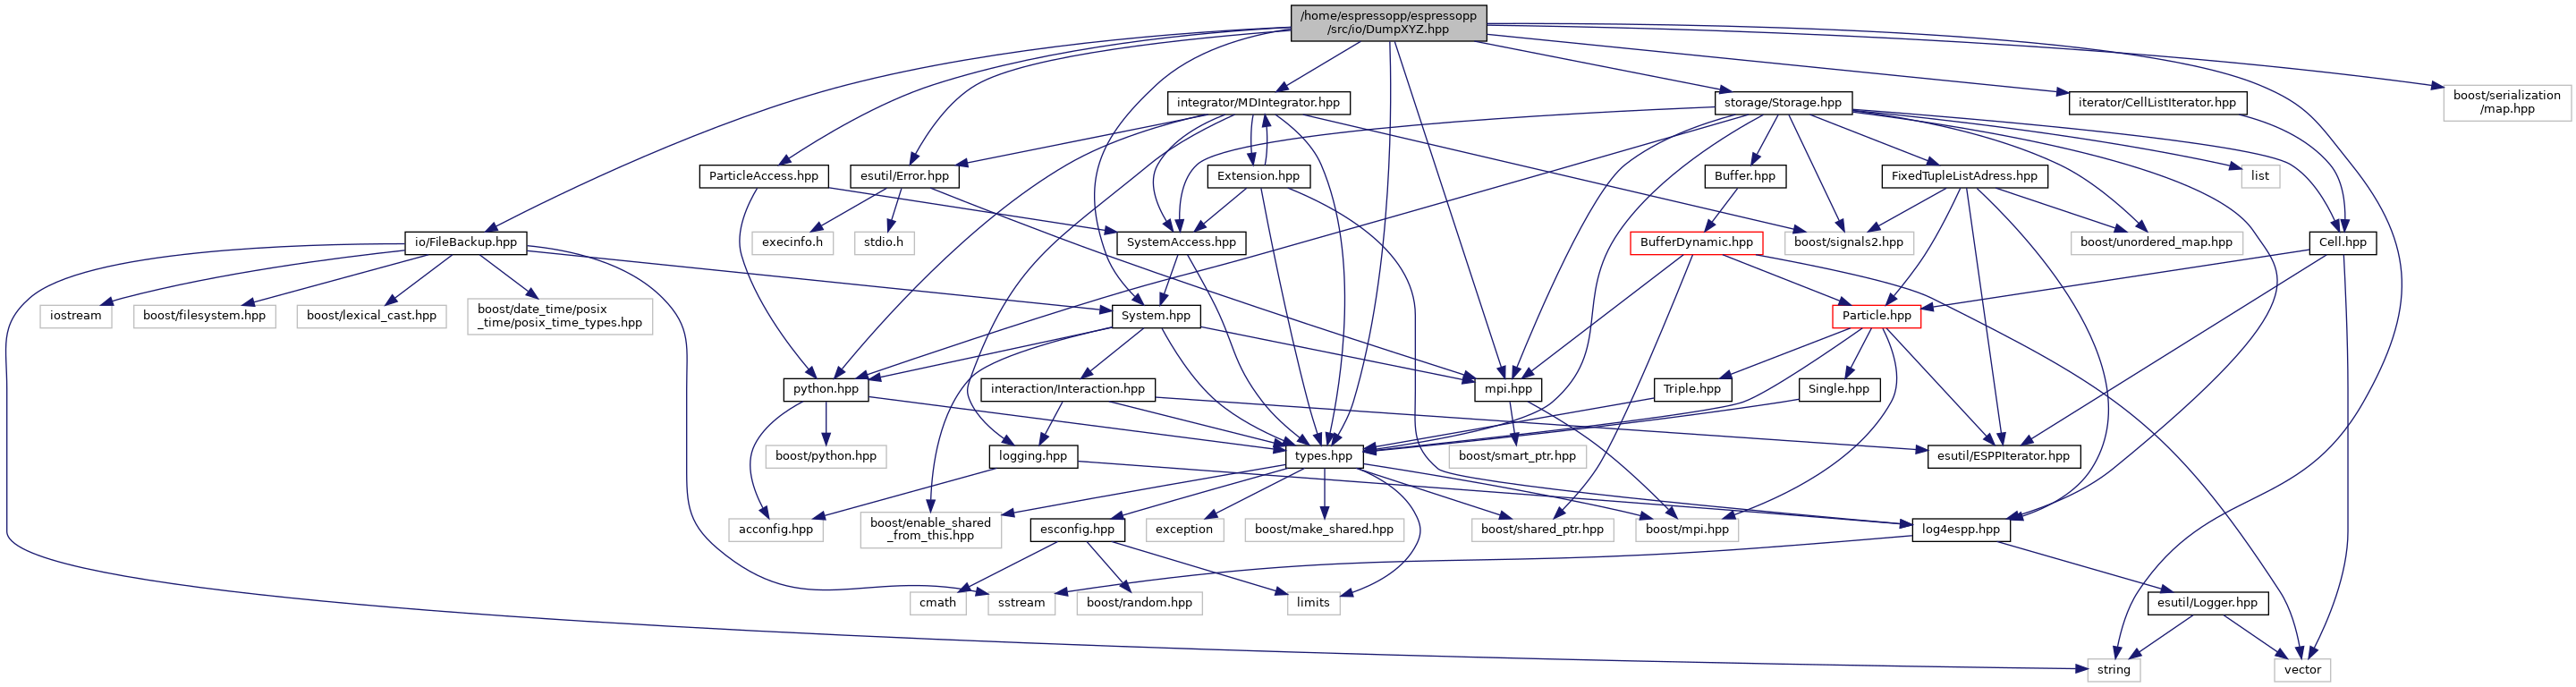 /home/espressopp/espressopp
/src/io/DumpXYZ.hpp
integrator/MDIntegrator.hpp
storage/Storage.hpp
iterator/CellListIterator.hpp
boost/serialization
/map.hpp
ParticleAccess.hpp
esutil/Error.hpp
Extension.hpp
Buffer.hpp
FixedTupleListAdress.hpp
list
io/FileBackup.hpp
execinfo.h
stdio.h
SystemAccess.hpp
BufferDynamic.hpp
boost/signals2.hpp
boost/unordered_map.hpp
Cell.hpp
iostream
boost/filesystem.hpp
boost/lexical_cast.hpp
boost/date_time/posix
_time/posix_time_types.hpp
System.hpp
Particle.hpp
python.hpp
interaction/Interaction.hpp
mpi.hpp
Triple.hpp
Single.hpp
boost/python.hpp
logging.hpp
types.hpp
boost/smart_ptr.hpp
esutil/ESPPIterator.hpp
acconfig.hpp
boost/enable_shared
_from_this.hpp
esconfig.hpp
exception
boost/make_shared.hpp
boost/shared_ptr.hpp
boost/mpi.hpp
log4espp.hpp
cmath
sstream
boost/random.hpp
limits
esutil/Logger.hpp
string
vector